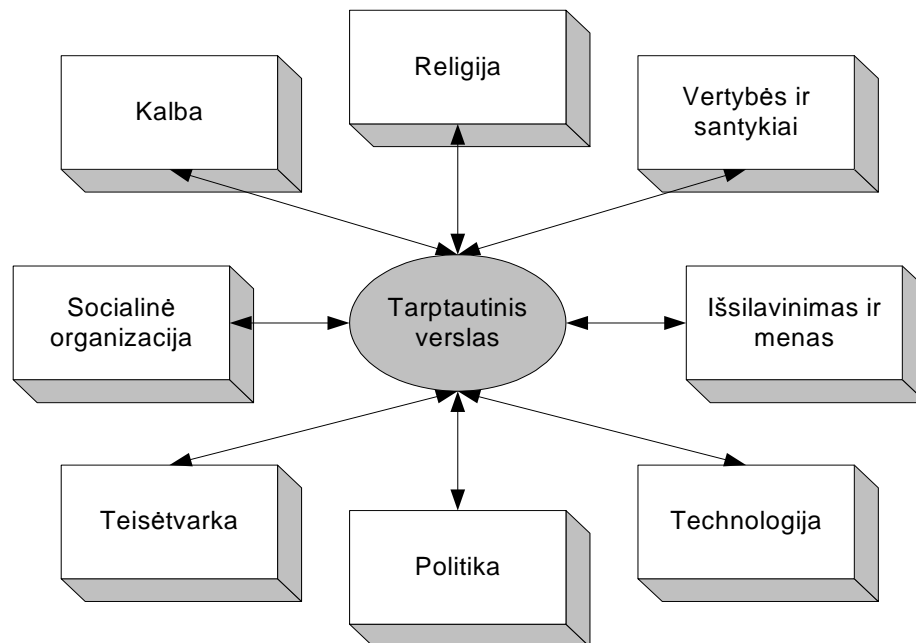 Religija
Kalba
Vertybės ir
santykiai
Socialinė
organizacija
Tarptautinis
verslas
Išsilavinimas ir
menas
Teisėtvarka
Politika
Technologija